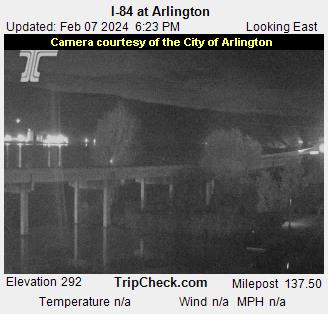 I-84 at Arlington
Updated: Feb 07 2024 6:23 PM Looking East
Camera courtesy of the City of Arlington
Elevation 292 TripCheck.com Milepost 137.50
Temperature n/a Wind n/a MPH n/a